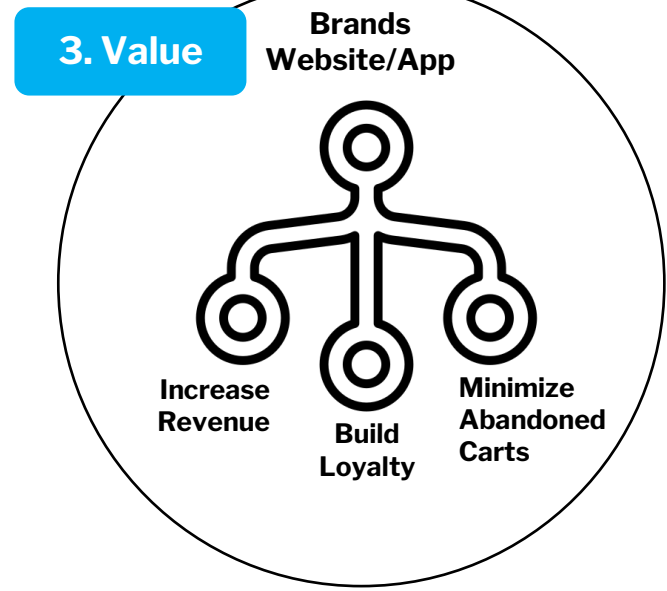 3. Value
Brands
Website/App
Increase
Revenue
Build
Loyalty
Minimize
Abandoned
Carts